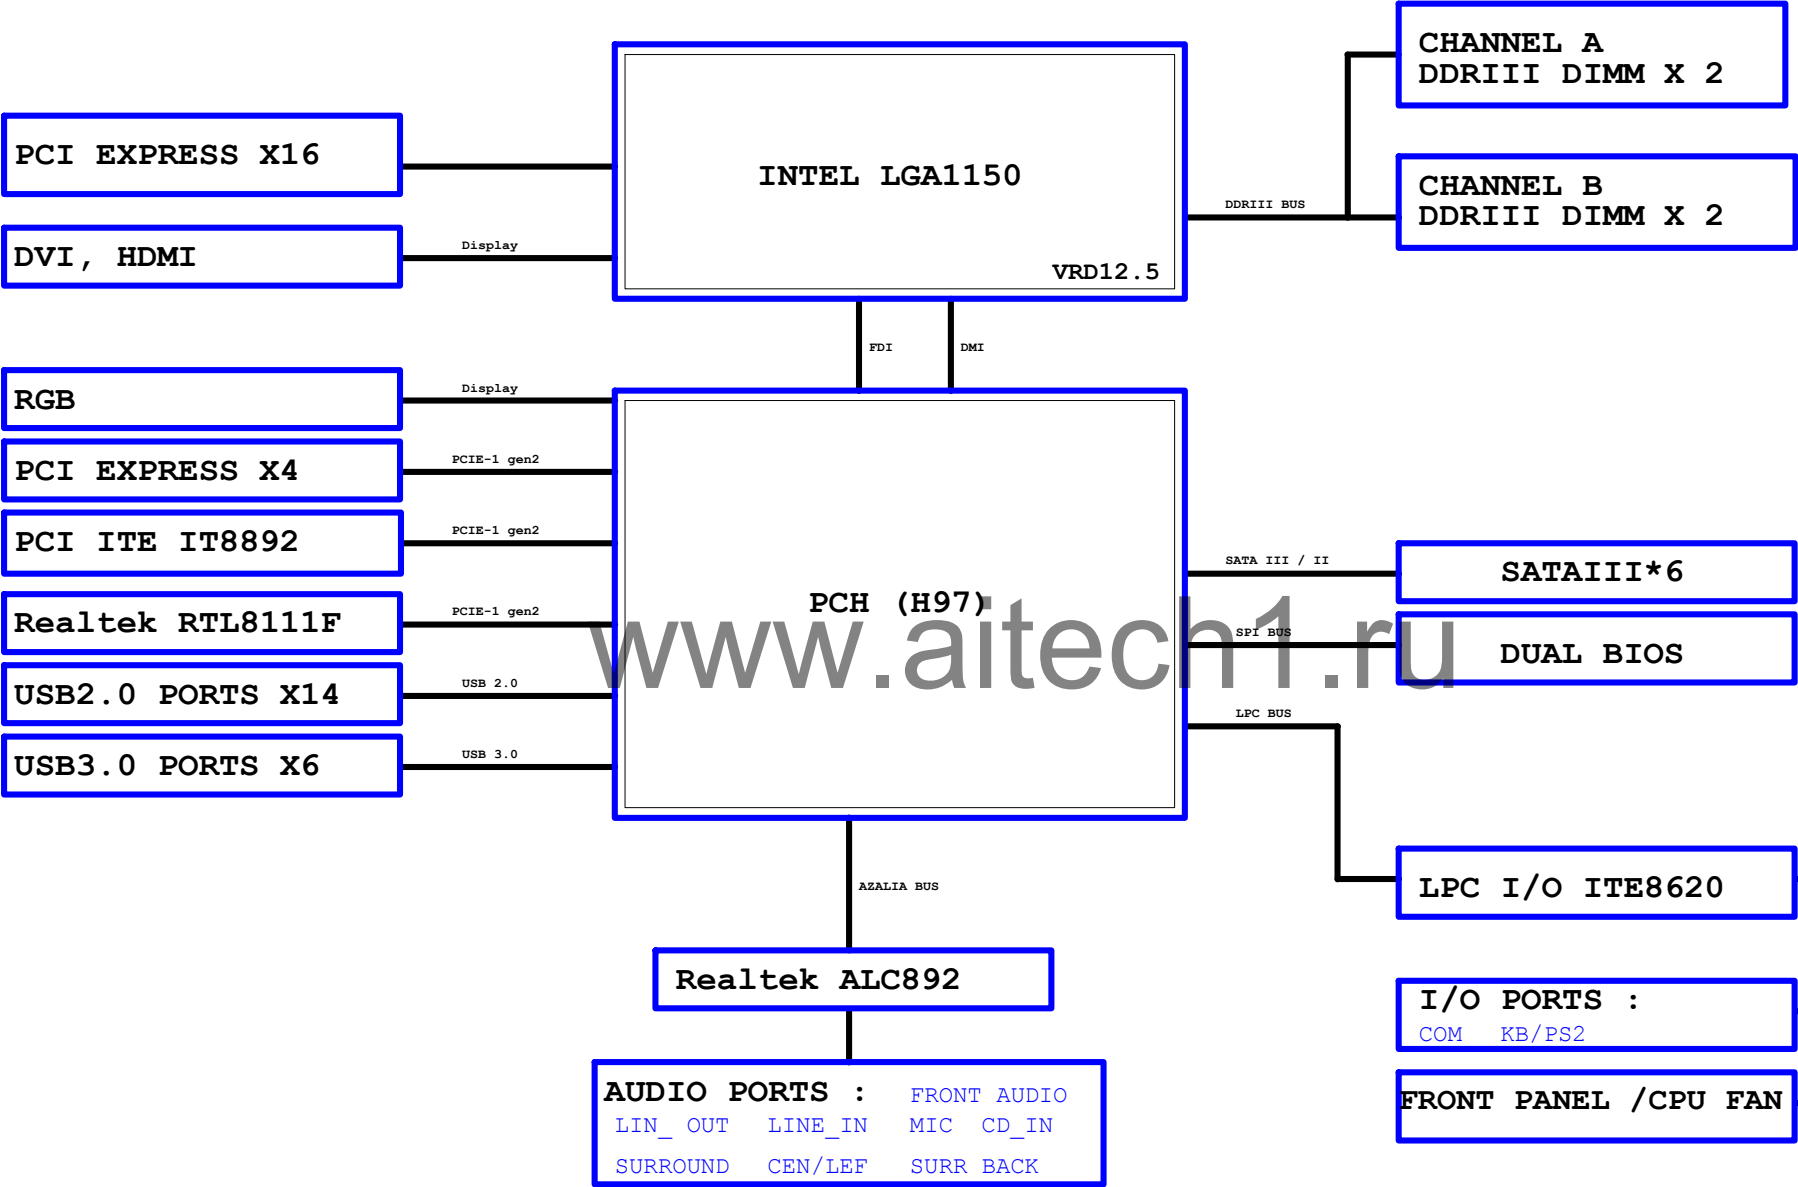 CHANNEL A
DDRIII DIMM X 2
PCI EXPRESS X16
INTEL LGA1150
CHANNEL B
DDRIII DIMM X 2
DDRIII BUS
DVI, HDMI
Display
VRD12.5
FDI
DMI
RGB
Display
PCI EXPRESS X4
PCIE-1 gen2
PCI ITE IT8892
PCIE-1 gen2
SATA III / II
SATAIII*6
PCH (H97)
Realtek RTL8111F
PCIE-1 gen2
www.aitech1.ru
SPI BUS
DUAL BIOS
USB2.0 PORTS X14
USB 2.0
LPC BUS
USB3.0 PORTS X6
USB 3.0
AZALIA BUS
LPC I/O ITE8620
Realtek ALC892
I/O PORTS :
COM KB/PS2
AUDIO PORTS : FRONT AUDIO
LIN_ OUT LINE_IN MIC CD_IN
SURROUND CEN/LEF SURR BACK
FRONT PANEL /CPU FAN